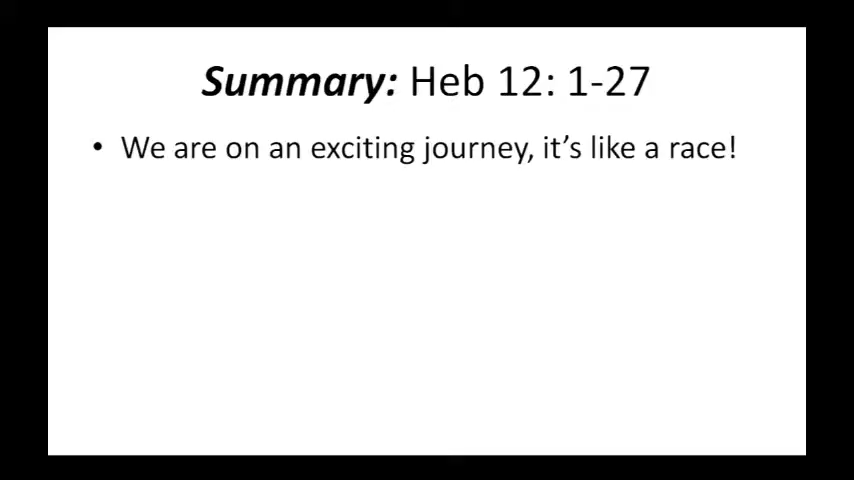 Summary: Heb 12: 1-27
• We are on an exciting journey, it's like a race!